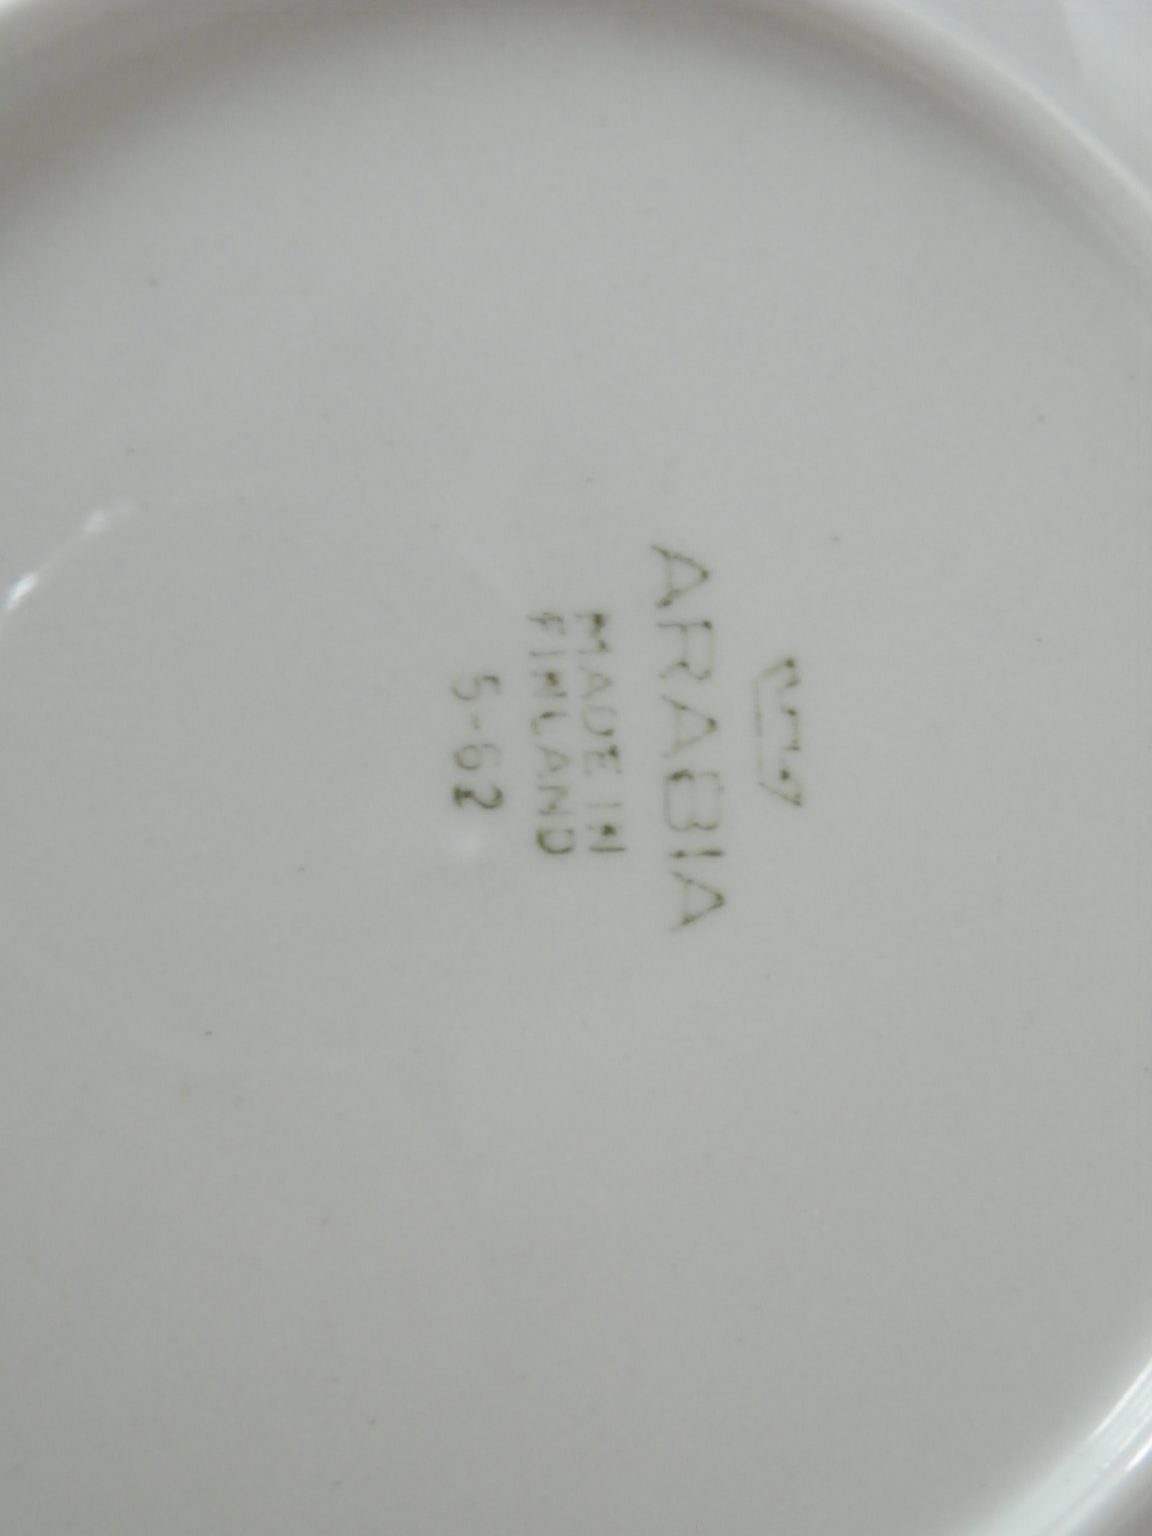 ARABIA
MADE IN
FINLAND
5-62